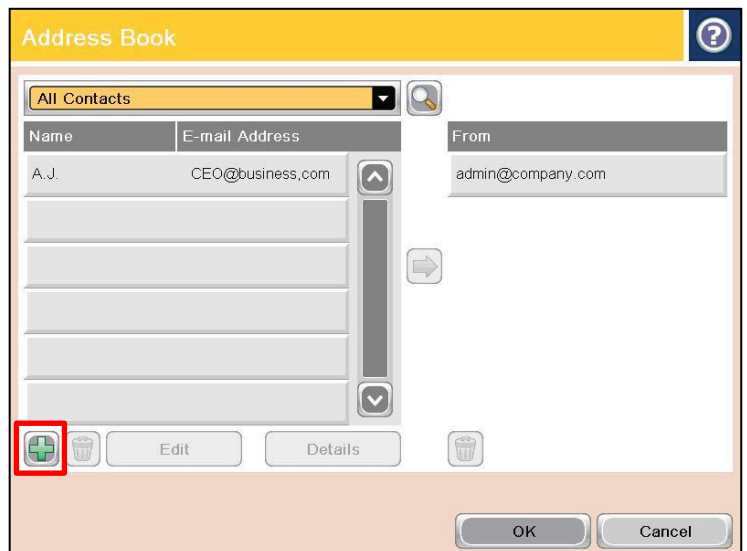 Address Book
?
All Contacts
Name E-mail Address From
A.J. CEO@business,com admin@company.com
Edit Details
OK Cancel